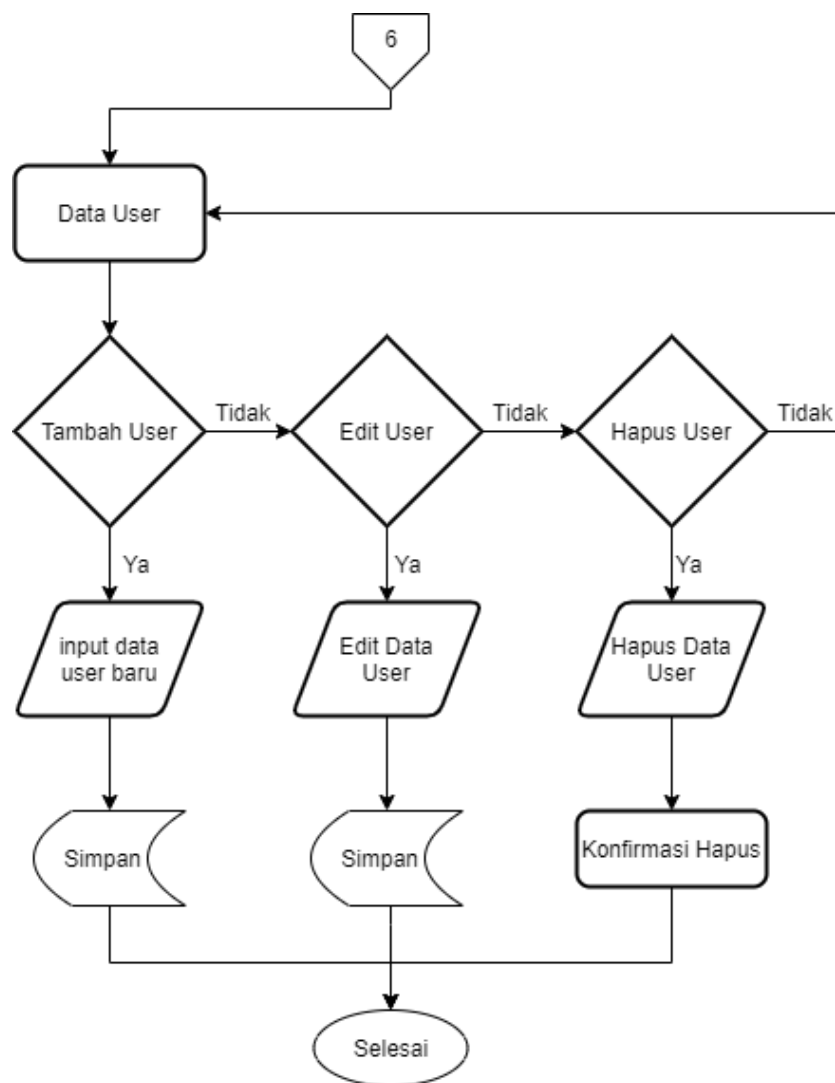 6
Data User
Tambah User
Tidak
Edit User
Tidak
Hapus User
Tidak
Ya
Ya
Ya
input data
user baru
Edit Data
User
Hapus Data
User
Simpan
Simpan
Konfirmasi Hapus
Selesai